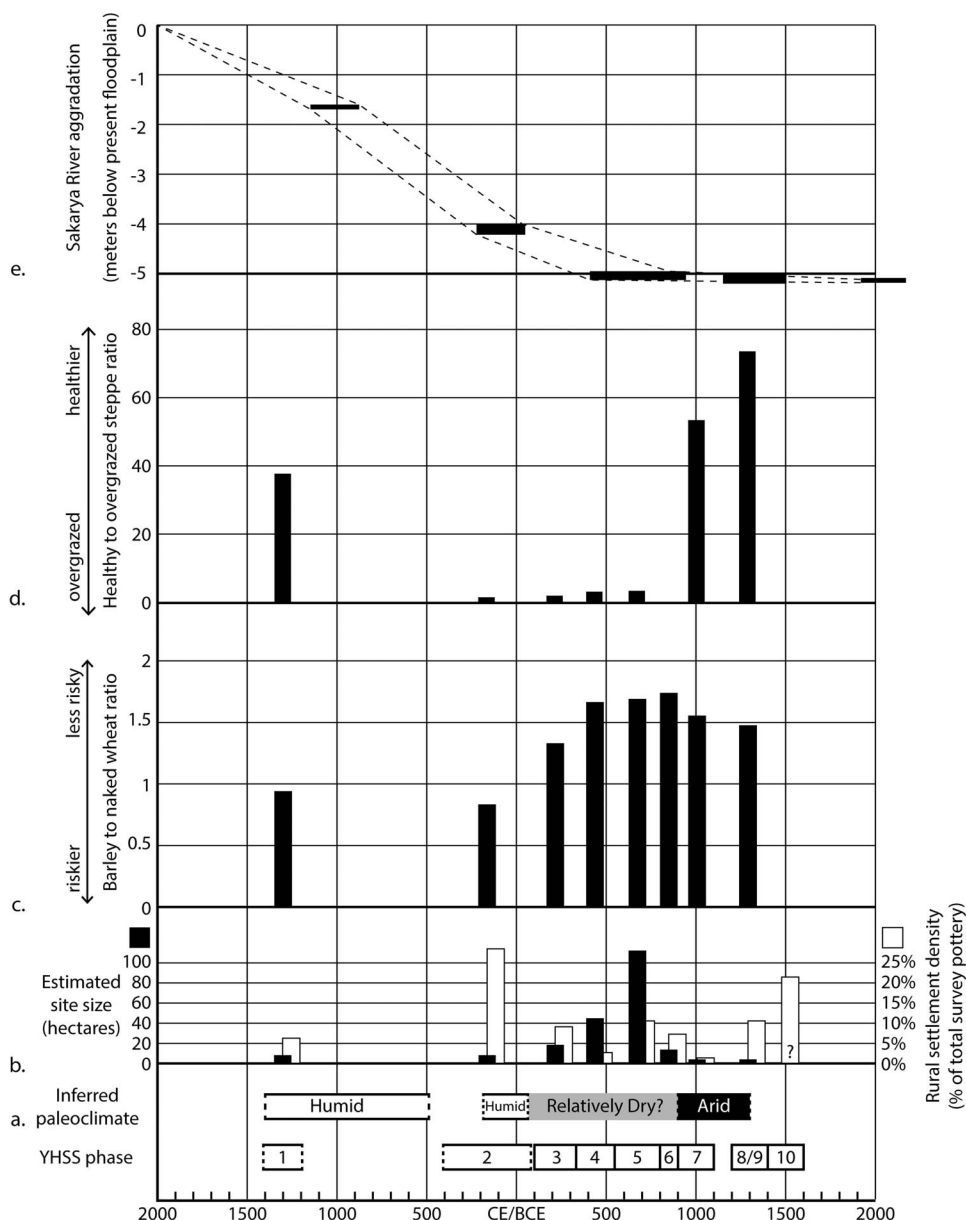 Sakarya River aggradation
(meters below present floodplain)
0
-1
-2
-3
-4
-5
e.
healthier
overgrazed
Healthy to overgrazed steppe ratio
80
60
40
20
0
d.
less risky
riskier
Barley to naked wheat ratio
2
1.5
1
0.5
0
c.
Estimated
site size
(hectares)
100
80
60
40
20
0
25%
20%
15%
10%
5%
0%
Rural settlement density
(% of total survey pottery)
?
b.
Inferred
paleoclimate
a.
Humid
Humid
Relatively Dry?
Arid
YHSS phase
1
2
3
4
5
6
7
8/9
10
2000
1500
1000
500
CE/BCE
500
1000
1500
2000